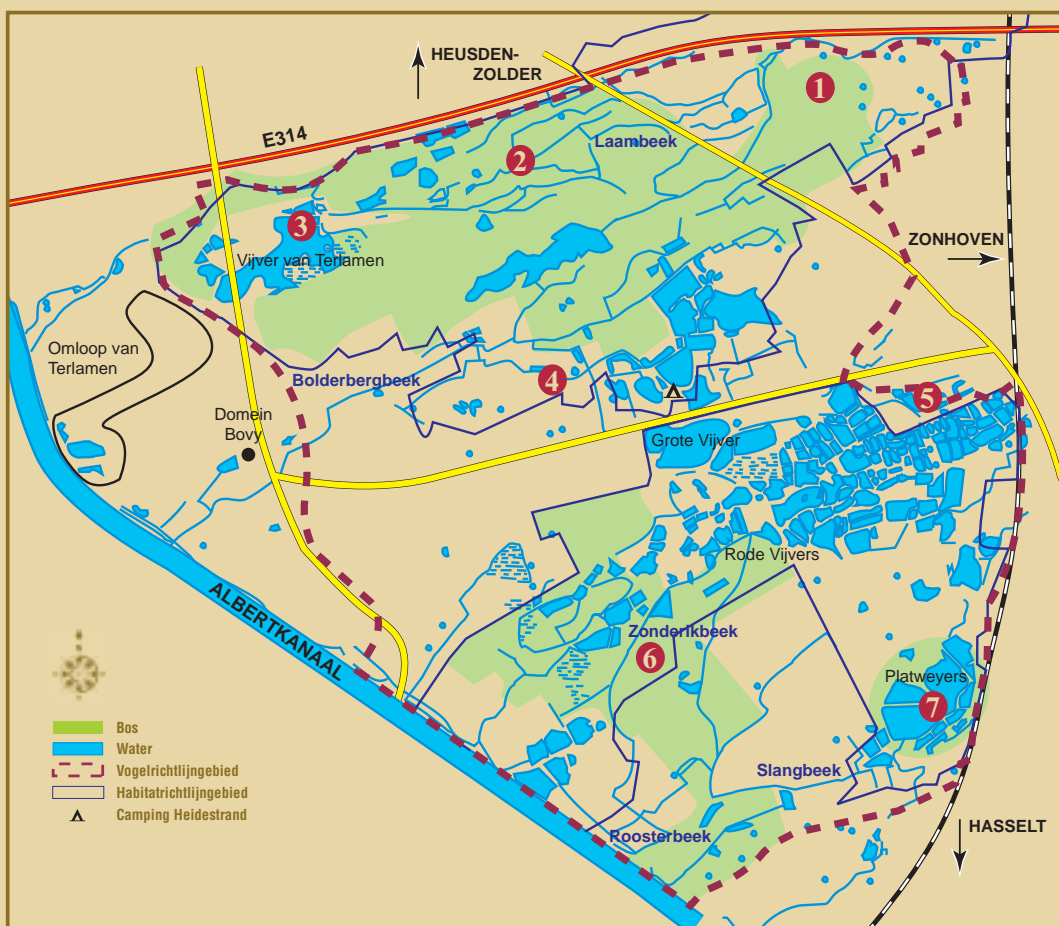 HEUSDEN-
ZOLDER
1
E314
Laambeek
2
3
Vijver van Terlamen
ZONHOVEN
Omloop van
Terlamen
Bolderbergbeek
4
5
Domein
Bovy
Grote Vijver
Rode Vijvers
ALBERTKANAAL
Zonderikbeek
6
Platweyers
7
Slangbeek
Roosterbeek
HASSELT
Bos
Water
Vogelrichtlijngebied
Habitatrichtlijngebied
Camping Heidestrand